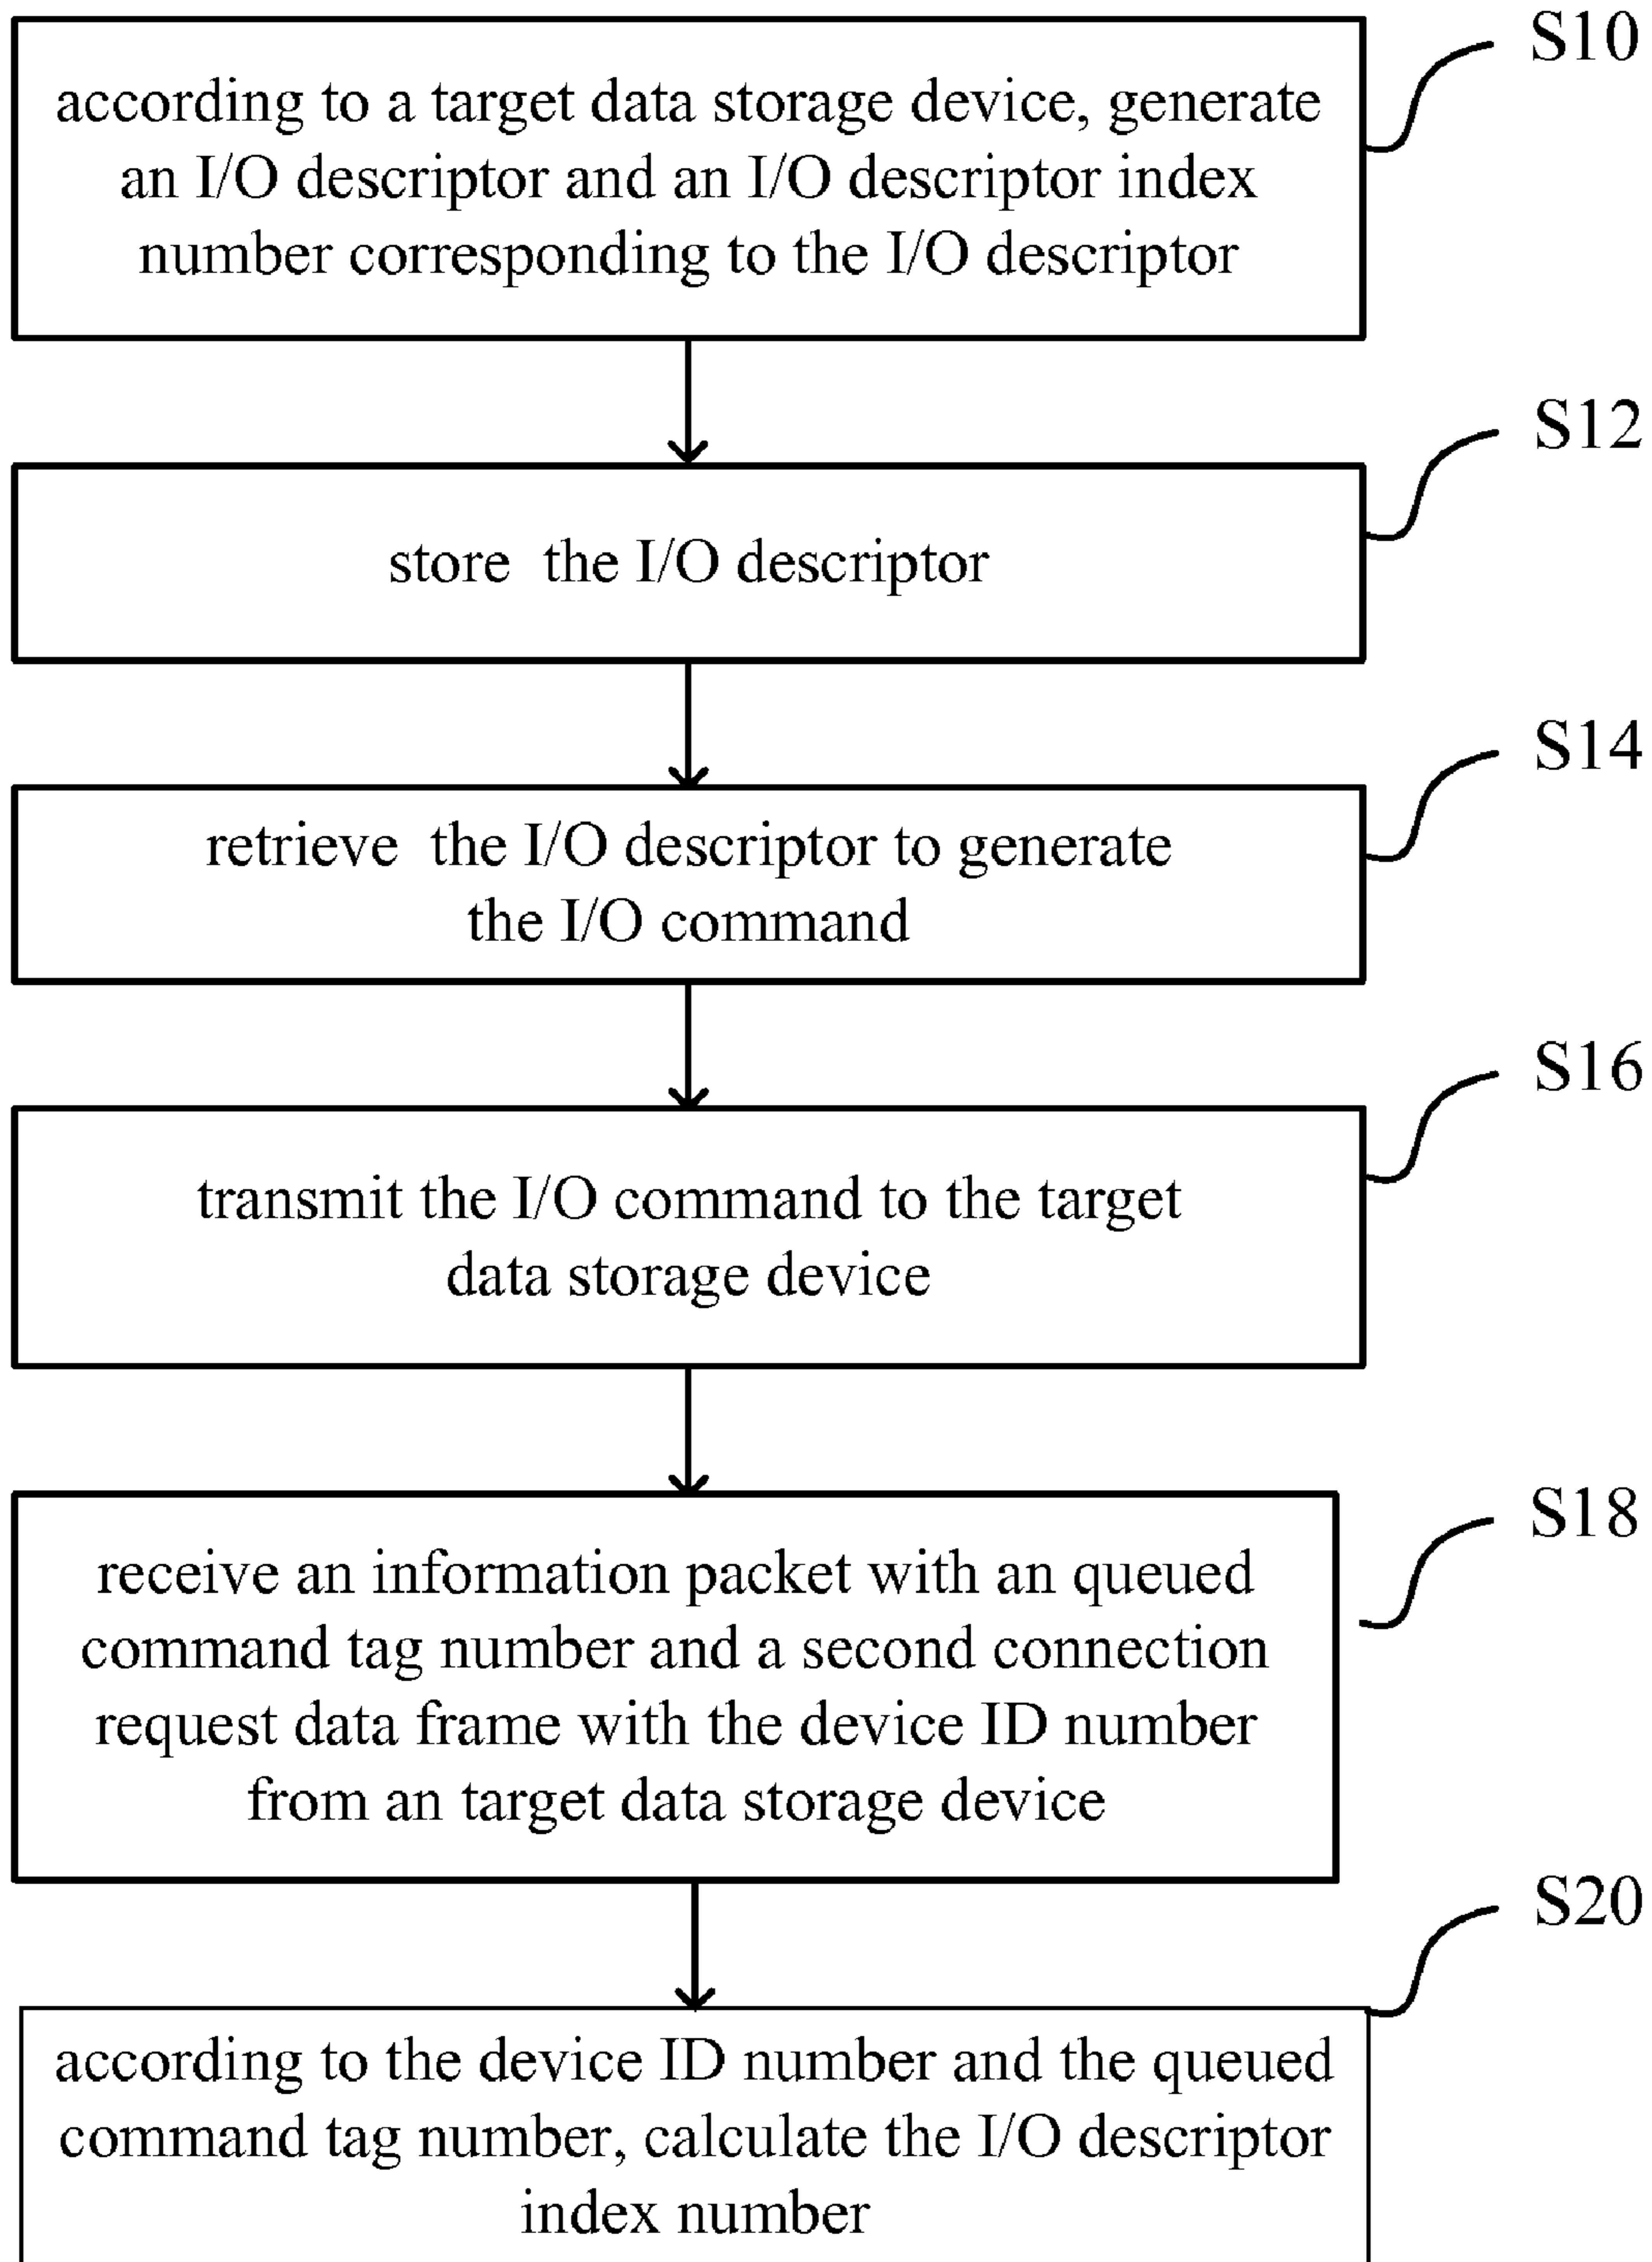 S10
according to a target data storage device, generate
an I/O descriptor and an I/O descriptor index
number corresponding to the I/O descriptor
S12
store the I/O descriptor
S14
retrieve the I/O descriptor to generate
the I/O command
S16
transmit the I/O command to the target
data storage device
S18
receive an information packet with an queued
command tag number and a second connection
request data frame with the device ID number
from an target data storage device
S20
according to the device ID number and the queued
command tag number, calculate the I/O descriptor
index number